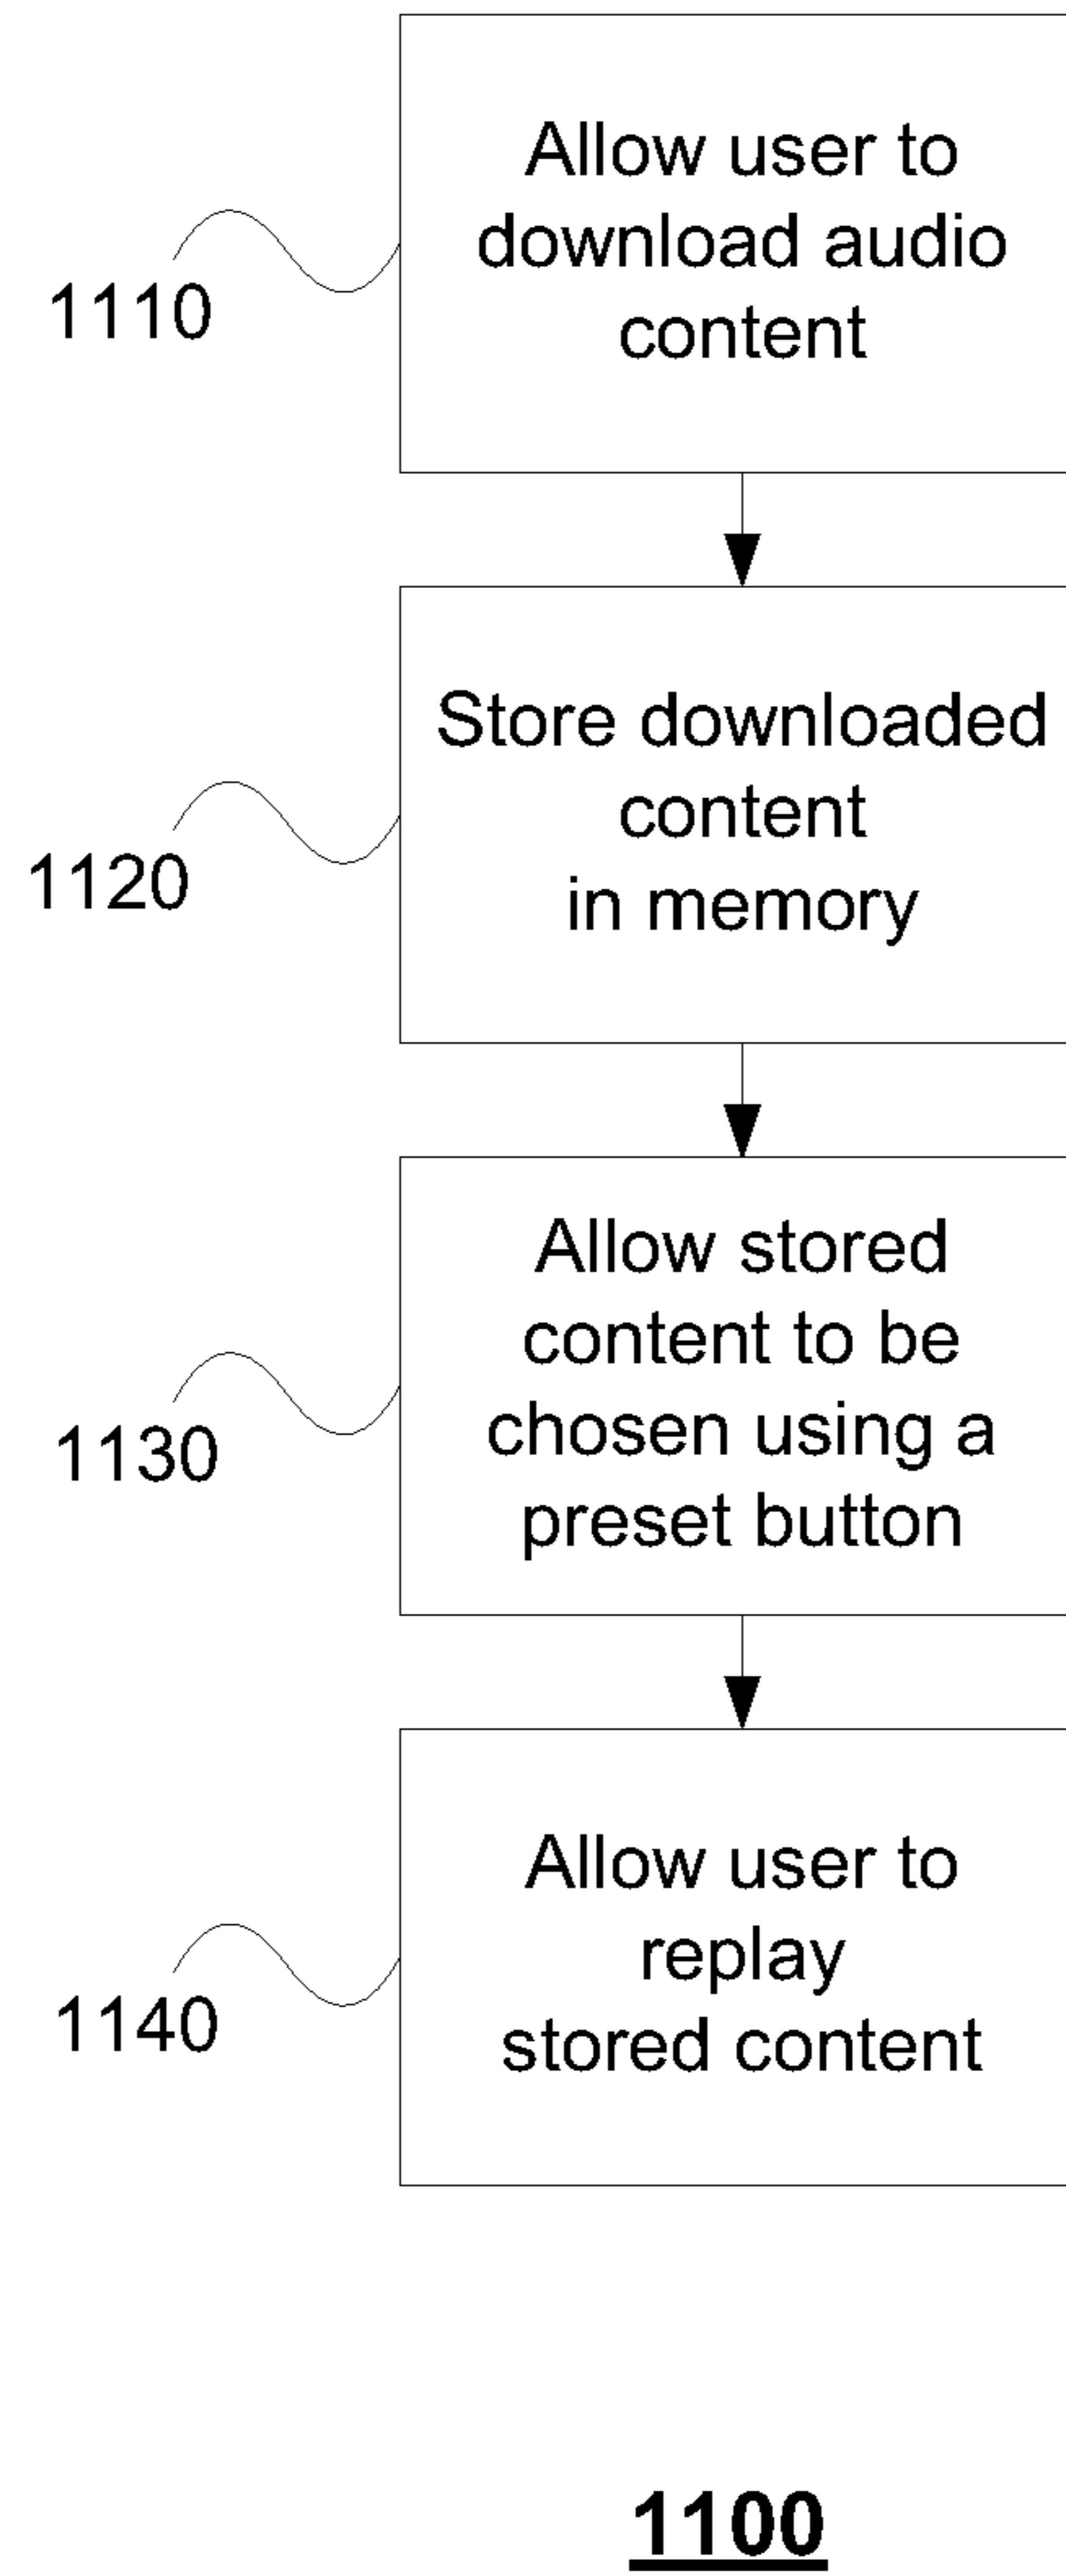 Allow user to
download audio
content
1110
Store downloaded
content
in memory
1120
Allow stored
content to be
chosen using a
preset button
1130
Allow user to
replay
stored content
1140
1100